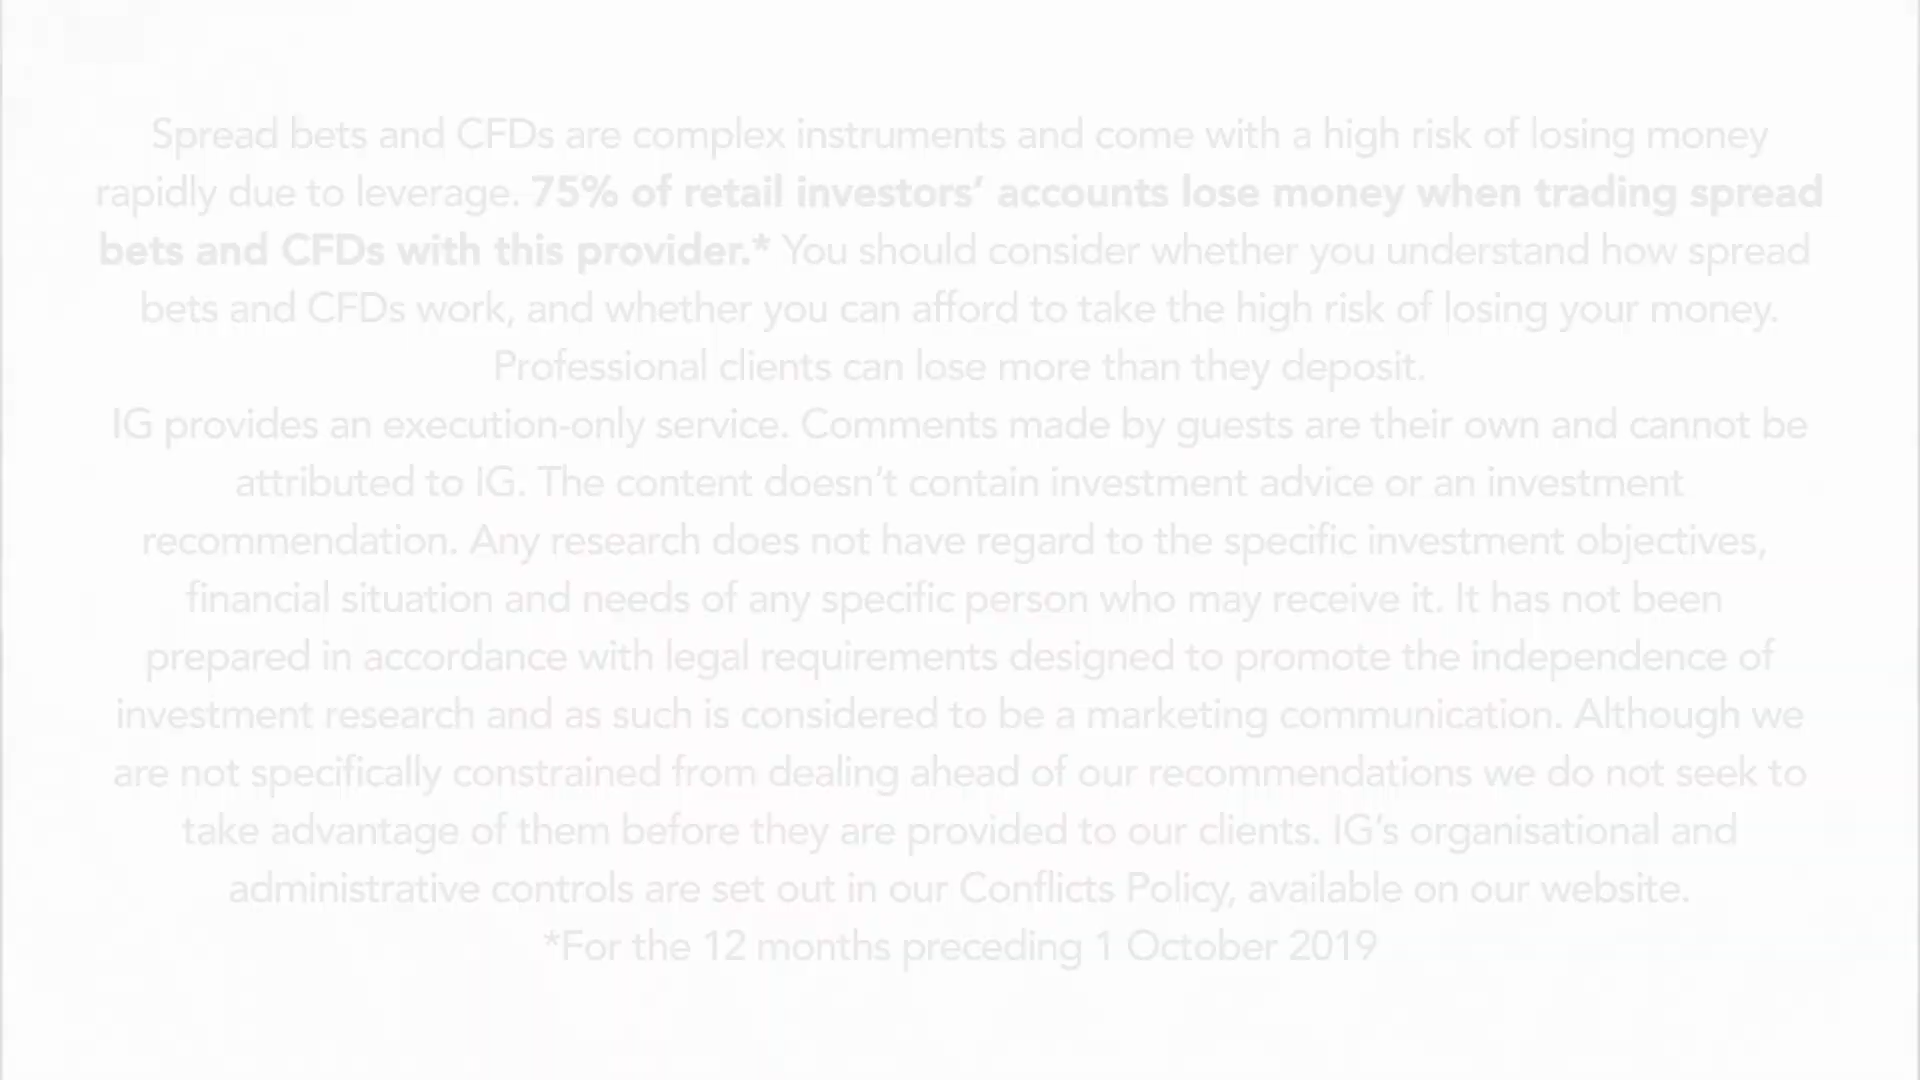 Spread bets and CFDs are complex instruments and come with a high risk of losing money
rapidly due to leverage. 75% of retail investors’ accounts lose money when trading spread
bets and CFDs with this provider.* You should consider whether you understand how spread
bets and CFDs work, and whether you can afford to take the high risk of losing your money.
Professional clients can lose more than they deposit.
IG provides an execution-only service. Comments made by guests are their own and cannot be
attributed to IG. The content doesn’t contain investment advice or an investment
recommendation. Any research does not have regard to the specific investment objectives,
financial situation and needs of any specific person who may receive it. It has not been
prepared in accordance with legal requirements designed to promote the independence of
investment research and as such is considered to be a marketing communication. Although we
are not specifically constrained from dealing ahead of our recommendations we do not seek to
take advantage of them before they are provided to our clients. IG’s organisational and
administrative controls are set out in our Conflicts Policy, available on our website.
*For the 12 months preceding 1 October 2019